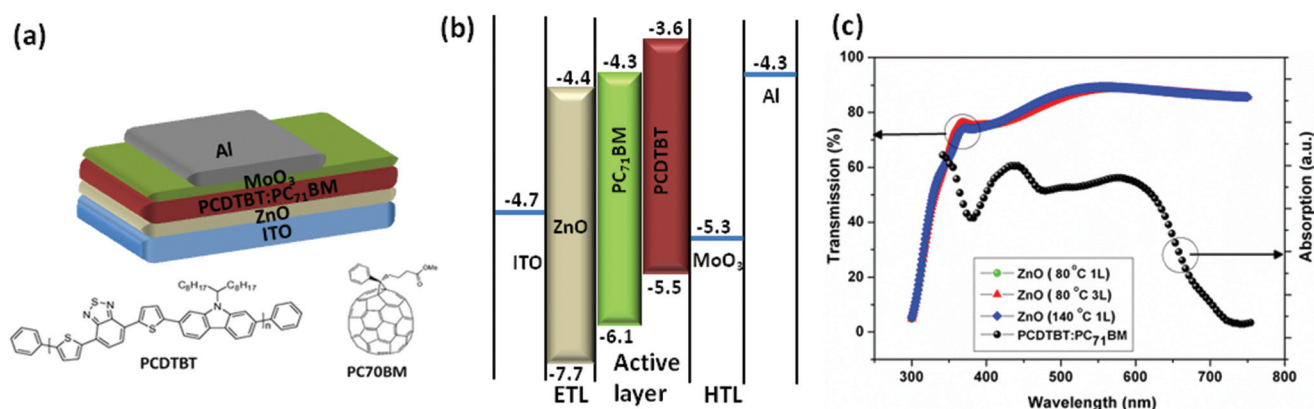 (a)
Al
MoO₃
PCDTBT:PC₇₁BM
ZnO
ITO
C₈H₁₇ C₈H₁₇
N
N S N
S S S
n
PCDTBT
OMe
O
PC70BM
(b)
-4.7
ITO
-4.4
ZnO
-7.7
ETL
-4.3
PC₇₁BM
-6.1
-3.6
PCDTBT
-5.5
Active
layer
-5.3
MoO₃
HTL
-4.3
Al
(c)
Transmission (%)
100
80
60
40
20
0
300 400 500 600 700 800
Wavelength (nm)
Absorption (a.u.)
ZnO ( 80 °C 1L)
ZnO ( 80 °C 3L)
ZnO (140 °C 1L)
PCDTBT:PC₇₁BM